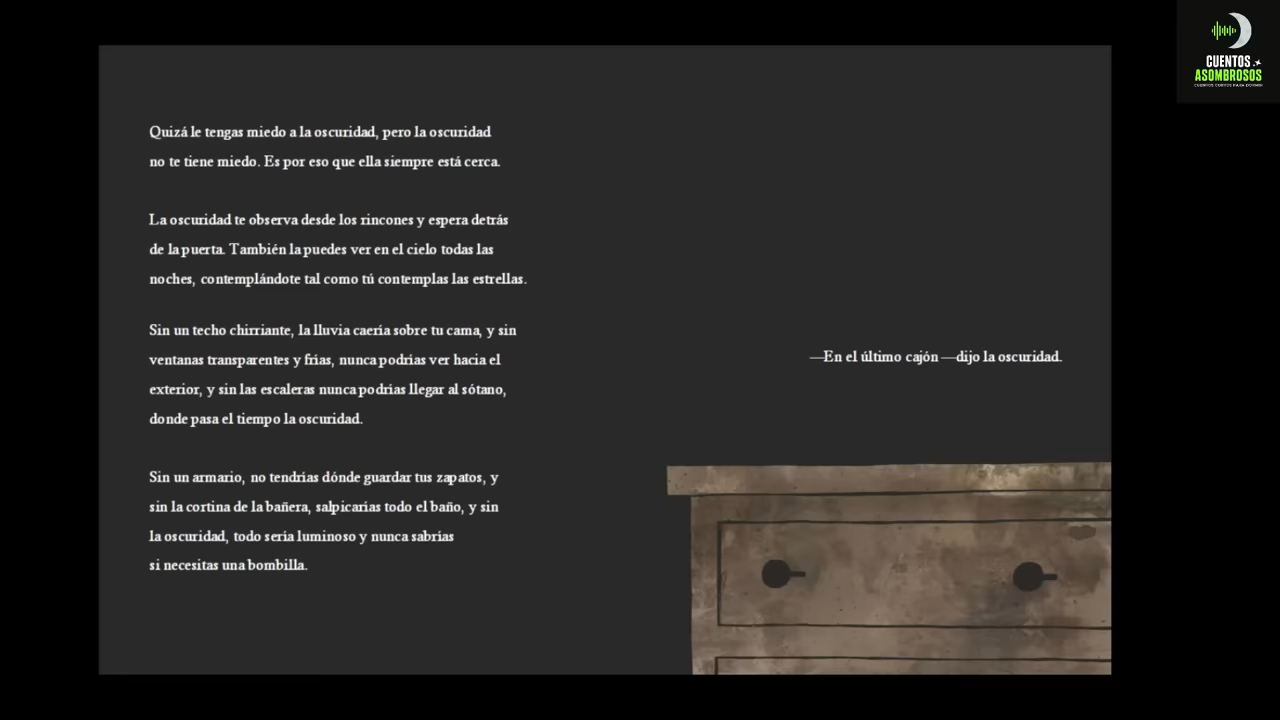 Quizá le tengas miedo a la oscuridad, pero la oscuridad
no te tiene miedo. Es por eso que ella siempre está cerca.
La oscuridad te observa desde los rincones y espera detrás
de la puerta. También la puedes ver en el cielo todas las
noches, contemplándote tal como tú contemplas las estrellas.
Sin un techo chirriante, la lluvia caería sobre tu cama, y sin
ventanas transparentes y frías, nunca podrías ver hacia el
exterior, y sin las escaleras nunca podrías llegar al sótano,
donde pasa el tiempo la oscuridad.
Sin un armario, no tendrías dónde guardar tus zapatos, y
sin la cortina de la bañera, salpicarías todo el baño, y sin
la oscuridad, todo sería luminoso y nunca sabrías
si necesitas una bombilla.
—En el último cajón —dijo la oscuridad.
CUENTOS
ASOMBROSOS
CUENTOS CORTOS PARA DORMIR